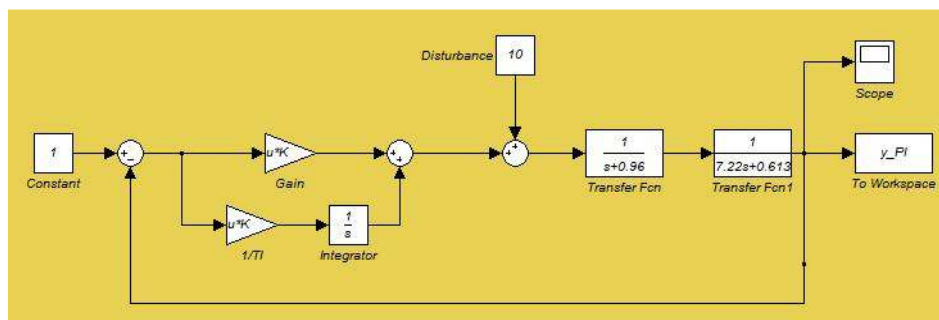 Disturbance
10
Scope
1
Constant
+
-
u*K
Gain
+
+
+
+
1
s+0.96
Transfer Fcn
1
7.22s+0.613
Transfer Fcn1
y_PI
To Workspace
u*K
1/TI
1
s
Integrator